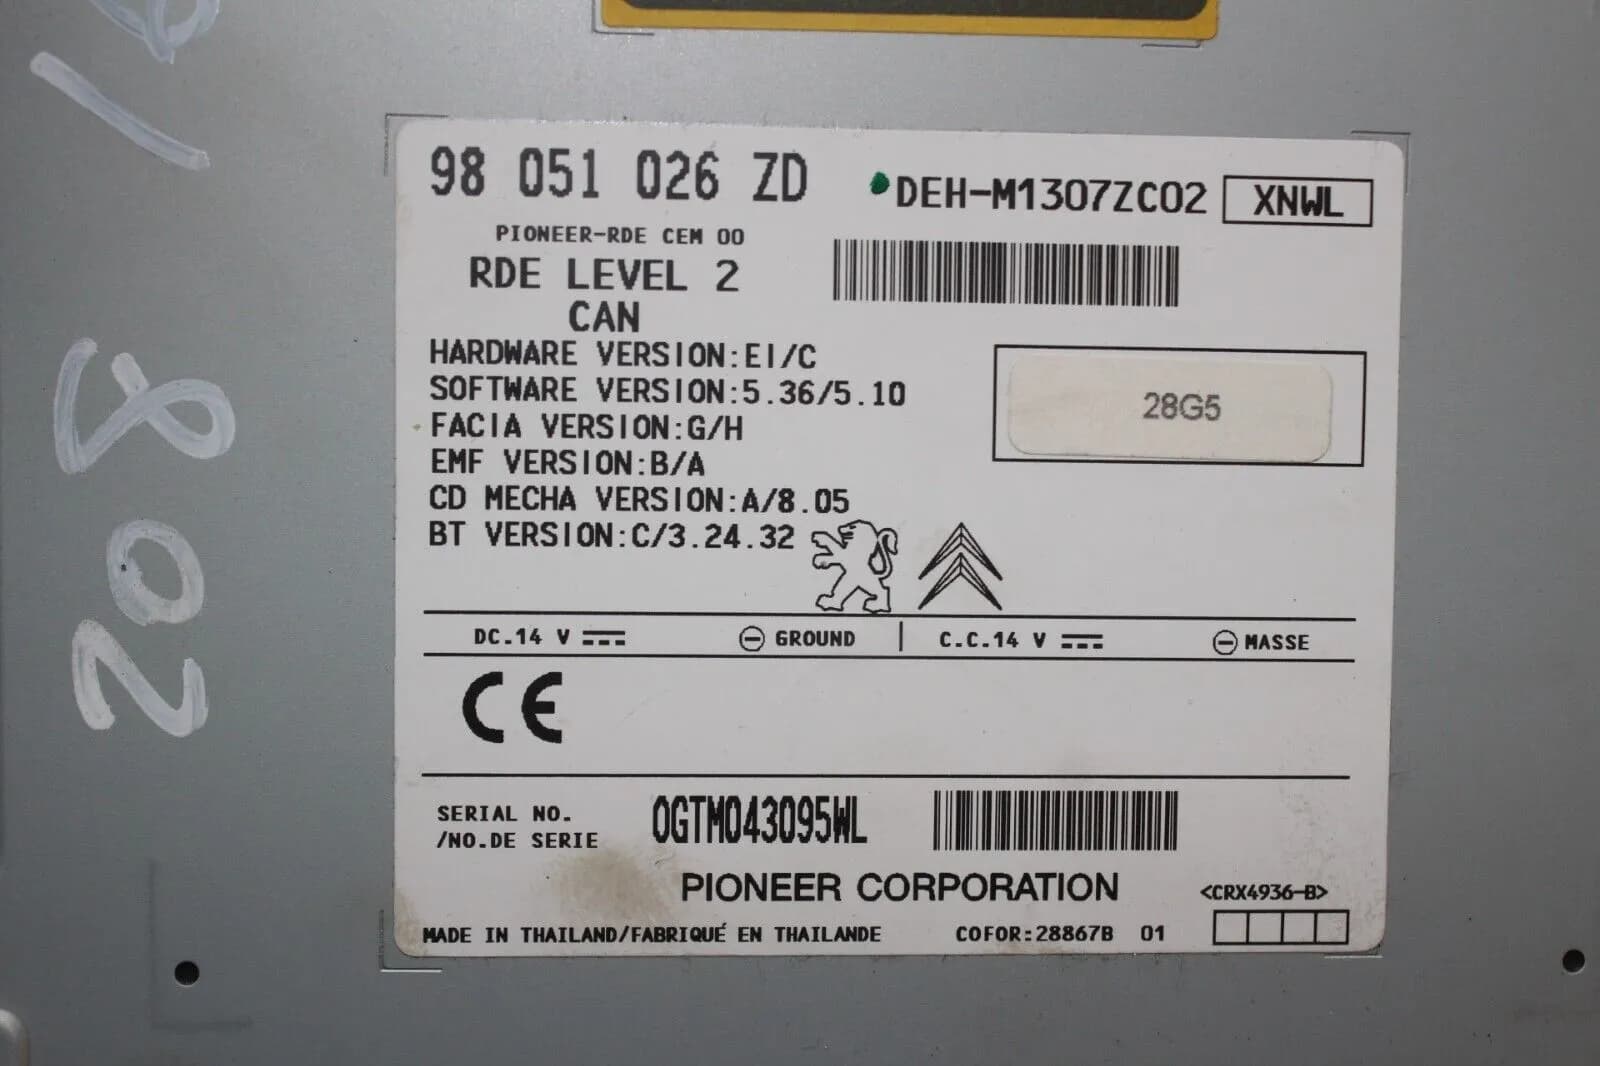 98 051 026 ZD
DEH-M1307ZC02 XNWL
PIONEER-RDE CEM 00
RDE LEVEL 2
CAN
HARDWARE VERSION:EI/C
SOFTWARE VERSION:5.36/5.10
28G5
FACIA VERSION:G/H
EMF VERSION:B/A
CD MECHA VERSION:A/8.05
BT VERSION:C/3.24.32
DC.14 V GROUND | C.C.14 V MASSE
CE
SERIAL NO.
/NO.DE SERIE
0GTM043095WL
PIONEER CORPORATION
<CRX4936-B>
MADE IN THAILAND/FABRIQUÉ EN THAILANDE COFOR:28867B 01
208